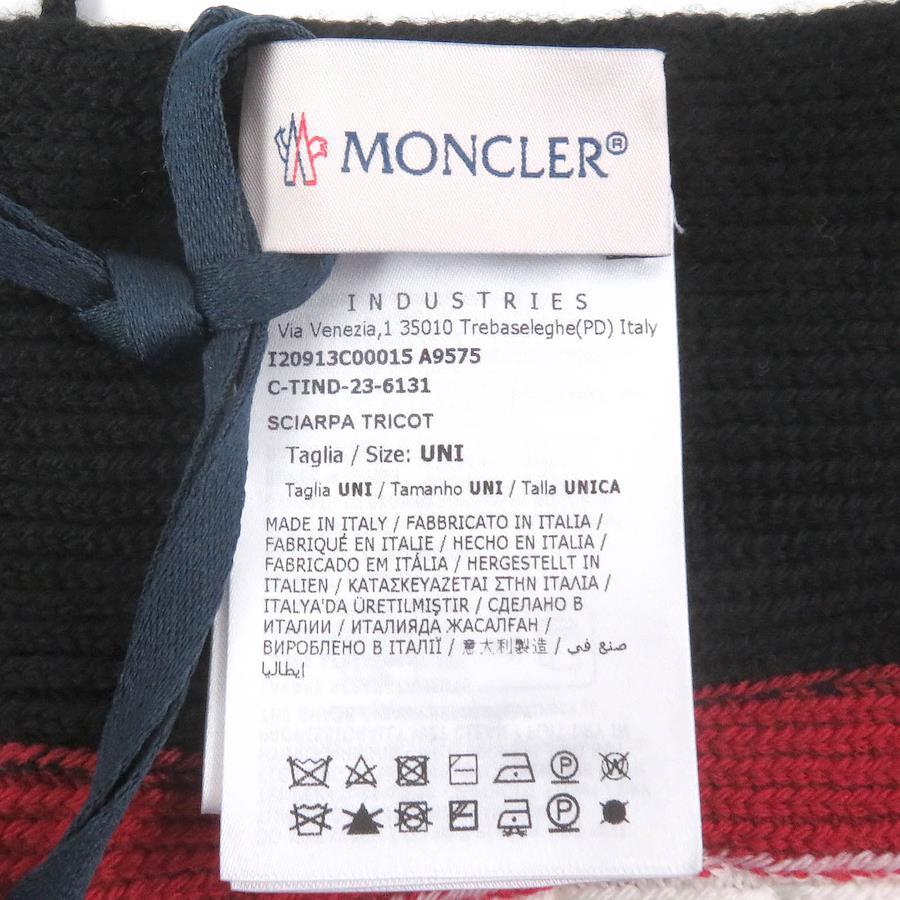 MONCLER®
INDUSTRIES
Via Venezia,1 35010 Trebaseleghe(PD) Italy
I20913C00015 A9575
C-TIND-23-6131
SCIARPA TRICOT
Taglia / Size: UNI
Taglia UNI / Tamanho UNI / Talla UNICA
MADE IN ITALY / FABBRICATO IN ITALIA /
FABRIQUÉ EN ITALIE / HECHO EN ITALIA /
FABRICADO EM ITÁLIA / HERGESTELLT IN
ITALIEN / ΚΑΤΑΣΚΕΥΑΖΕΤΑΙ ΣΤΗΝ ΙΤΑΛΙΑ /
ITALYA'DA ÜRETILMIŞTIR / СДЕЛАНО В
ИТАЛИИ / ИТАЛИЯДА ЖАСАЛҒАН /
ВИРОБЛЕНО В ІТАЛІЇ / 意大利製造 / صنع في
إيطاليا
P W
P